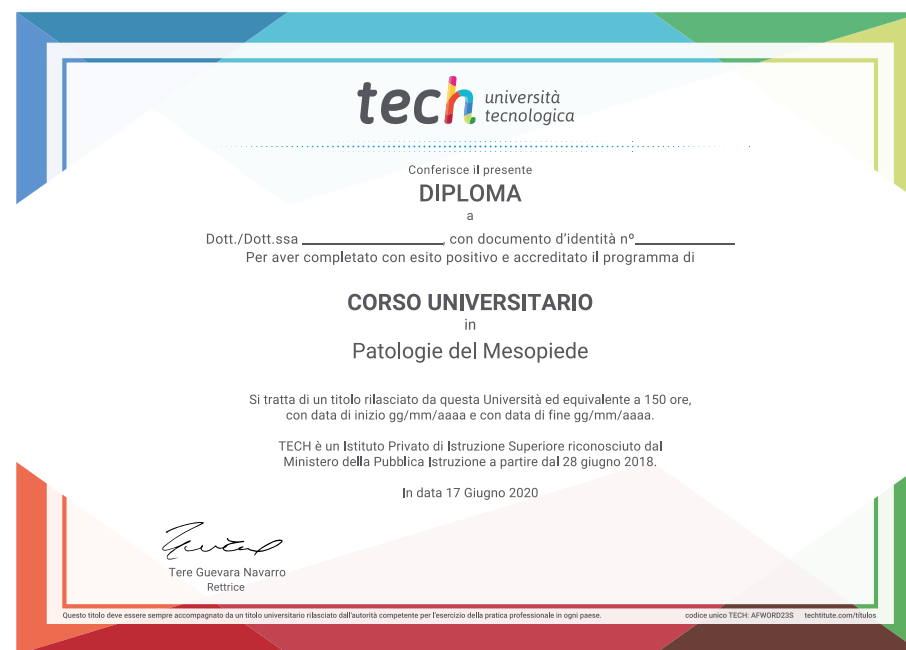 tech università
tecnologica
Conferisce il presente
DIPLOMA
a
Dott./Dott.ssa ____________________, con documento d'identità nº______________
Per aver completato con esito positivo e accreditato il programma di
CORSO UNIVERSITARIO
in
Patologie del Mesopiede
Si tratta di un titolo rilasciato da questa Università ed equivalente a 150 ore,
con data di inizio gg/mm/aaaa e con data di fine gg/mm/aaaa.
TECH è un Istituto Privato di Istruzione Superiore riconosciuto dal
Ministero della Pubblica Istruzione a partire dal 28 giugno 2018.
In data 17 Giugno 2020
Tere Guevara Navarro
Rettrice
Questo titolo deve essere sempre accompagnato da un titolo universitario rilasciato dall'autorità competente per l'esercizio della pratica professionale in ogni paese. codice unico TECH: AFWORD23S techtitute.com/titulos